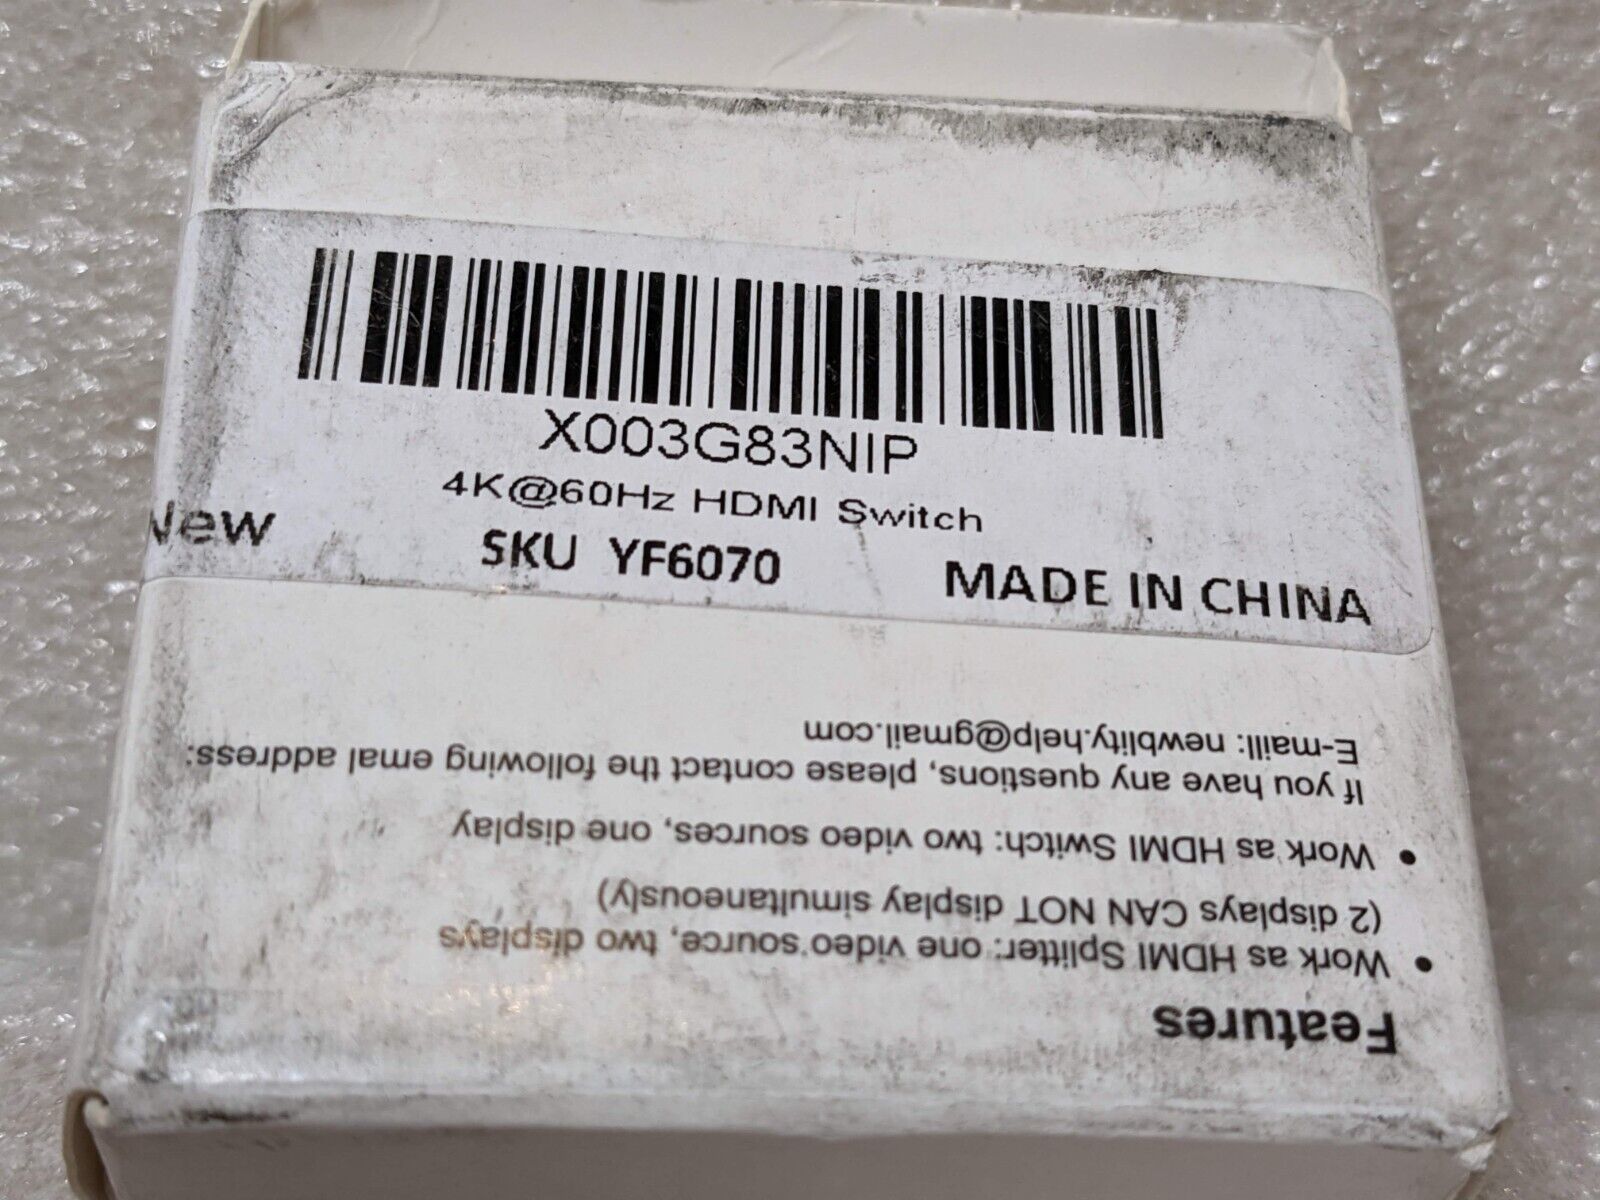 X003G83NIP
4K@60Hz HDMI Switch
New
SKU YF6070
MADE IN CHINA
Features
• Work as HDMI Splitter: one video source, two displays
(2 displays CAN NOT display simultaneously)
• Work as HDMI Switch: two video sources, one display
If you have any questions, please contact the following emal address:
E-maill: newblity.help@gmail.com